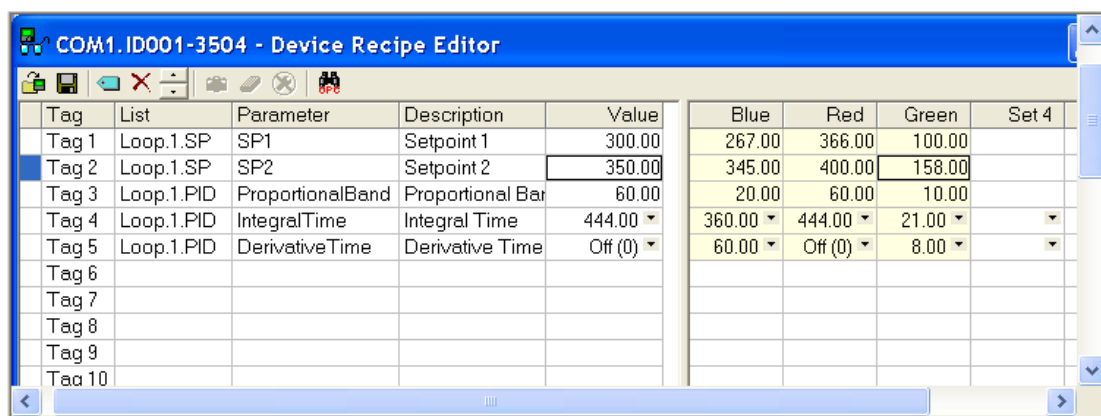 COM1.ID001-3504 - Device Recipe Editor
OPC
Tag List Parameter Description Value Blue Red Green Set 4
Tag 1 Loop.1.SP SP1 Setpoint 1 300.00 267.00 366.00 100.00
Tag 2 Loop.1.SP SP2 Setpoint 2 350.00 345.00 400.00 158.00
Tag 3 Loop.1.PID ProportionalBand Proportional Bar 60.00 20.00 60.00 10.00
Tag 4 Loop.1.PID IntegralTime Integral Time 444.00 360.00 444.00 21.00
Tag 5 Loop.1.PID DerivativeTime Derivative Time Off (0) 60.00 Off (0) 8.00
Tag 6
Tag 7
Tag 8
Tag 9
Tag 10